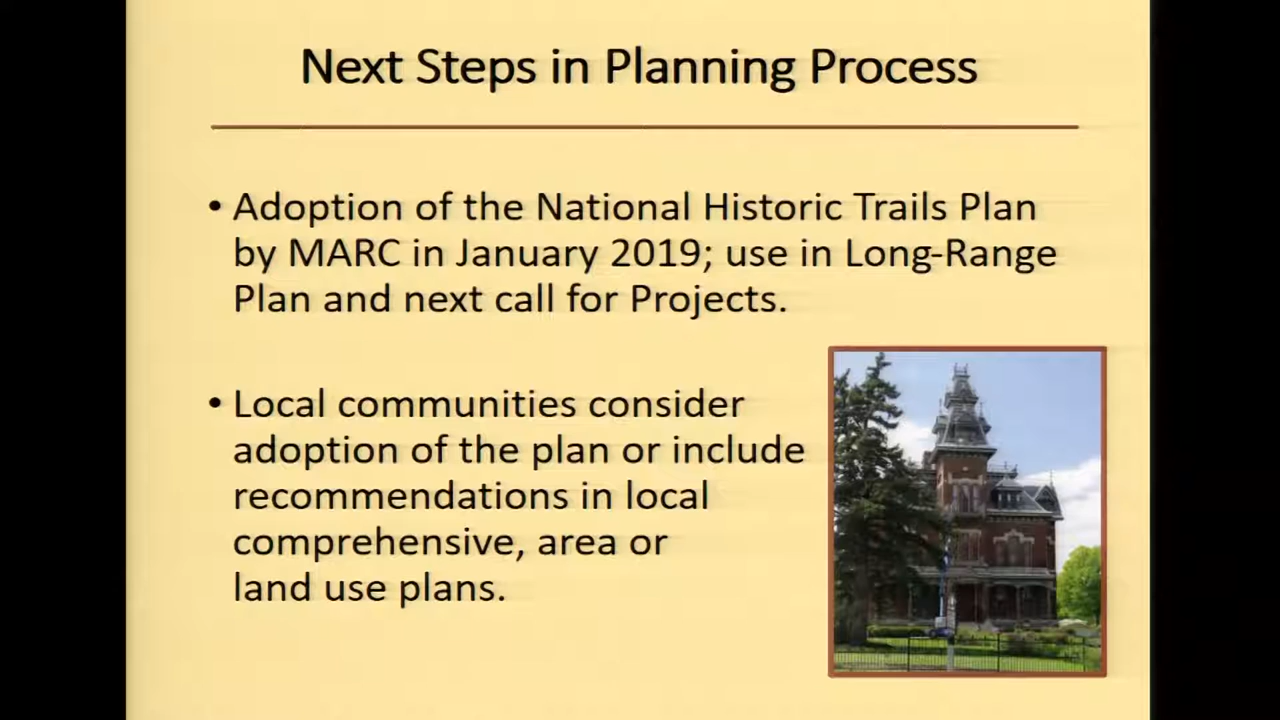 Next Steps in Planning Process
• Adoption of the National Historic Trails Plan
by MARC in January 2019; use in Long-Range
Plan and next call for Projects.
• Local communities consider
adoption of the plan or include
recommendations in local
comprehensive, area or
land use plans.